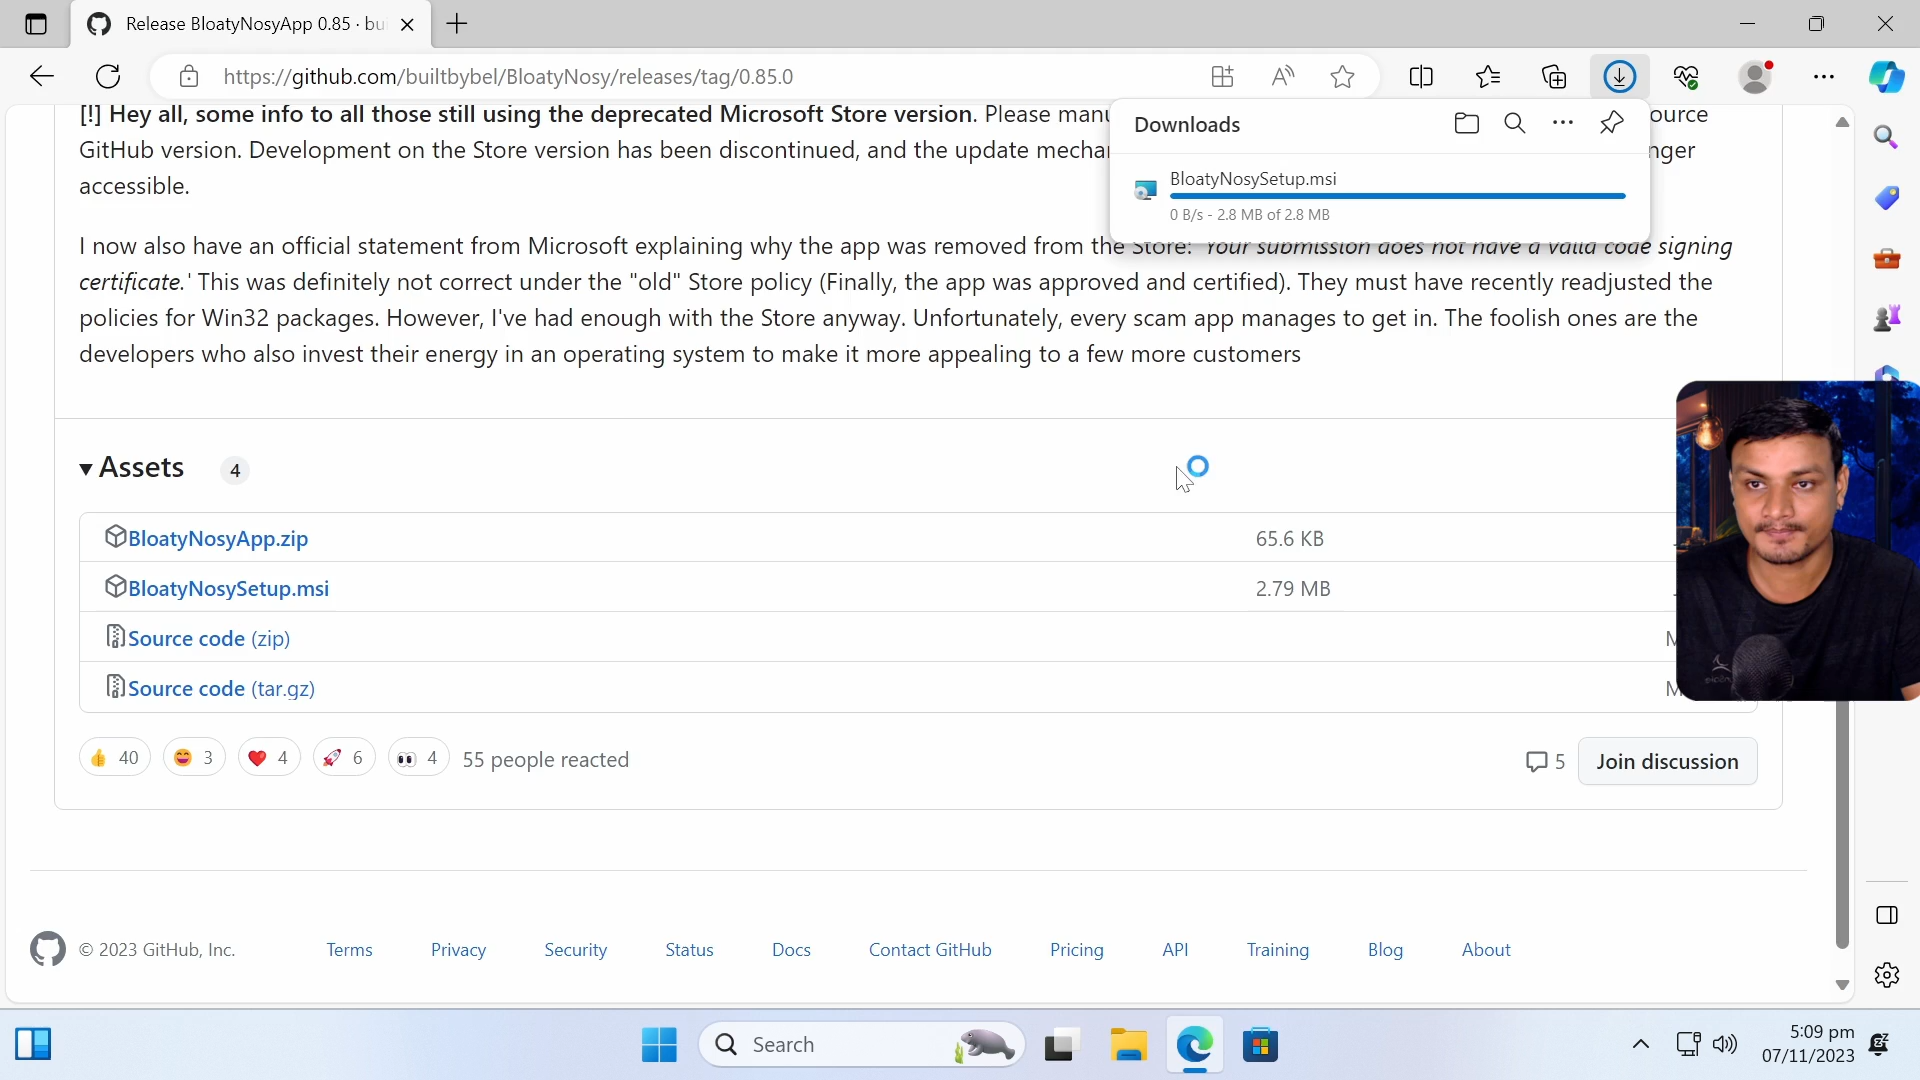 Release BloatyNosyApp 0.85 · bui
https://github.com/builtbybel/BloatyNosy/releases/tag/0.85.0
[!] Hey all, some info to all those still using the deprecated Microsoft Store version. Please manu
ource
Downloads
GitHub version. Development on the Store version has been discontinued, and the update mechan
nger
BloatyNosySetup.msi
accessible.
0 B/s - 2.8 MB of 2.8 MB
I now also have an official statement from Microsoft explaining why the app was removed from the Store: 'Your submission does not have a valid code signing
certificate.' This was definitely not correct under the "old" Store policy (Finally, the app was approved and certified). They must have recently readjusted the
policies for Win32 packages. However, I've had enough with the Store anyway. Unfortunately, every scam app manages to get in. The foolish ones are the
developers who also invest their energy in an operating system to make it more appealing to a few more customers
Assets 4
BloatyNosyApp.zip 65.6 KB
BloatyNosySetup.msi 2.79 MB
Source code (zip)
Source code (tar.gz)
40 3 4 6 4 55 people reacted
5 Join discussion
© 2023 GitHub, Inc. Terms Privacy Security Status Docs Contact GitHub Pricing API Training Blog About
Search
5:09 pm
07/11/2023